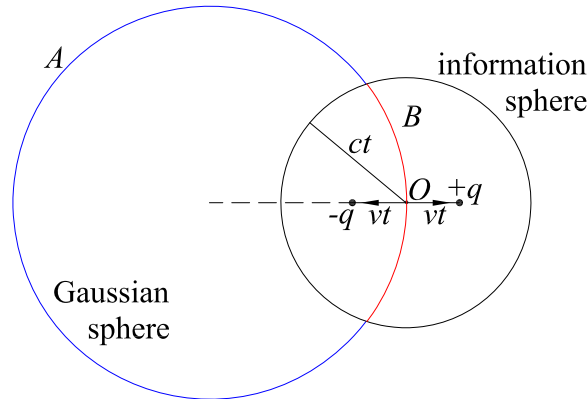 A
information
sphere
B
ct
O
+q
-q
vt
vt
Gaussian
sphere